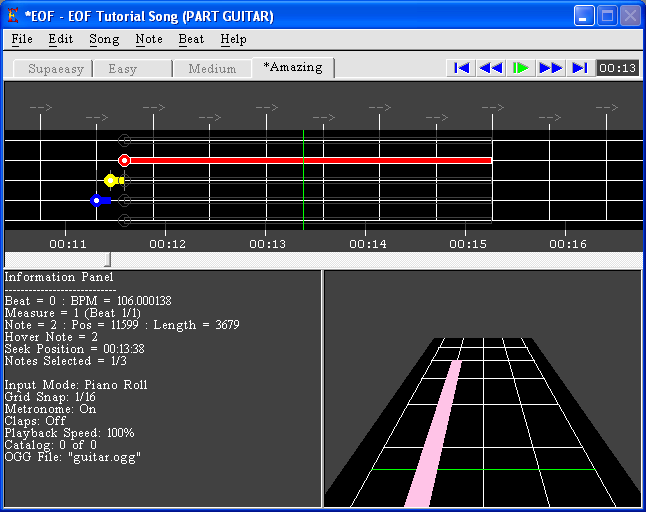 *EOF - EOF Tutorial Song (PART GUITAR)
File Edit Song Note Beat Help
Supaeasy Easy Medium *Amazing 00:13
--> --> --> --> --> --> --> --> --> --> -->
00:11 00:12 00:13 00:14 00:15 00:16
Information Panel
----------------------------
Beat = 0 : BPM = 106.000138
Measure = 1 (Beat 1/1)
Note = 2 : Pos = 11599 : Length = 3679
Hover Note = 2
Seek Position = 00:13:38
Notes Selected = 1/3
Input Mode: Piano Roll
Grid Snap: 1/16
Metronome: On
Claps: Off
Playback Speed: 100%
Catalog: 0 of 0
OGG File: "guitar.ogg"